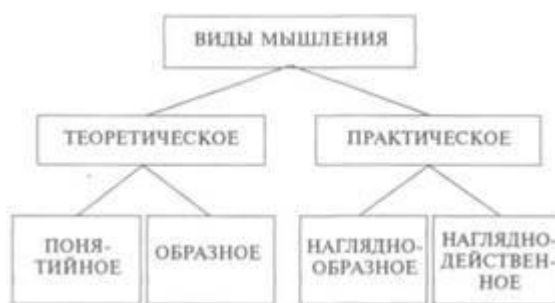 ВИДЫ МЫШЛЕНИЯ
ТЕОРЕТИЧЕСКОЕ
ПРАКТИЧЕСКОЕ
ПОНЯ-
ТИЙНОЕ
ОБРАЗНОЕ
НАГЛЯДНО-
ОБРАЗНОЕ
НАГЛЯДНО-
ДЕЙСТВЕН-
НОЕ